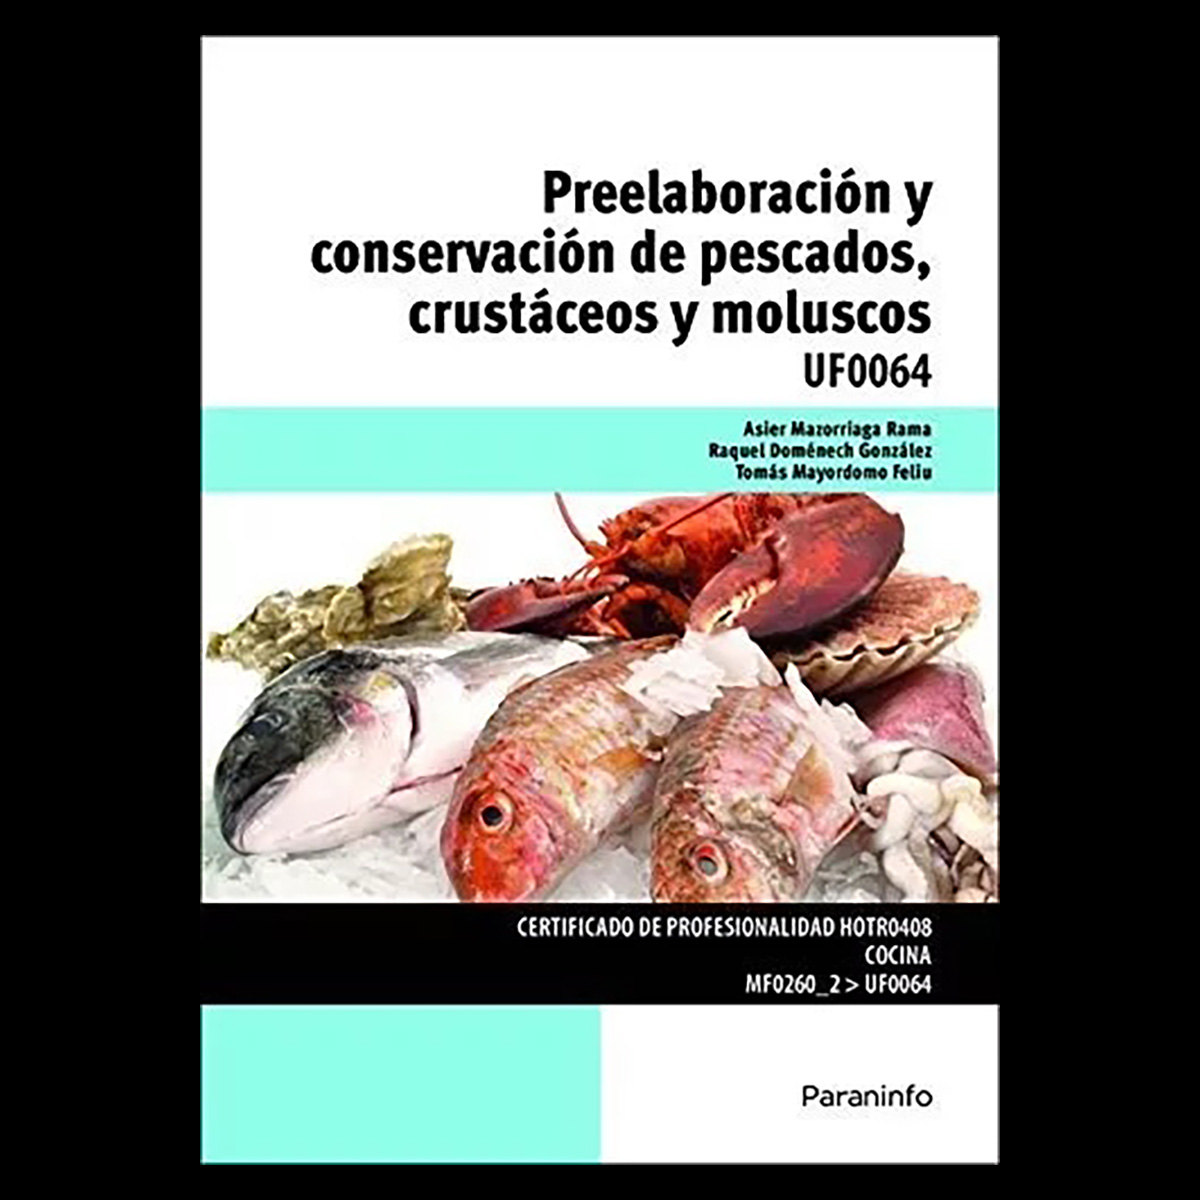 Preelaboración y
conservación de pescados,
crustáceos y moluscos
UF0064
Asier Mazorriaga Rama
Raquel Doménech González
Tomás Mayordomo Feliu
CERTIFICADO DE PROFESIONALIDAD HOTR0408
COCINA
MF0260_2 > UF0064
Paraninfo